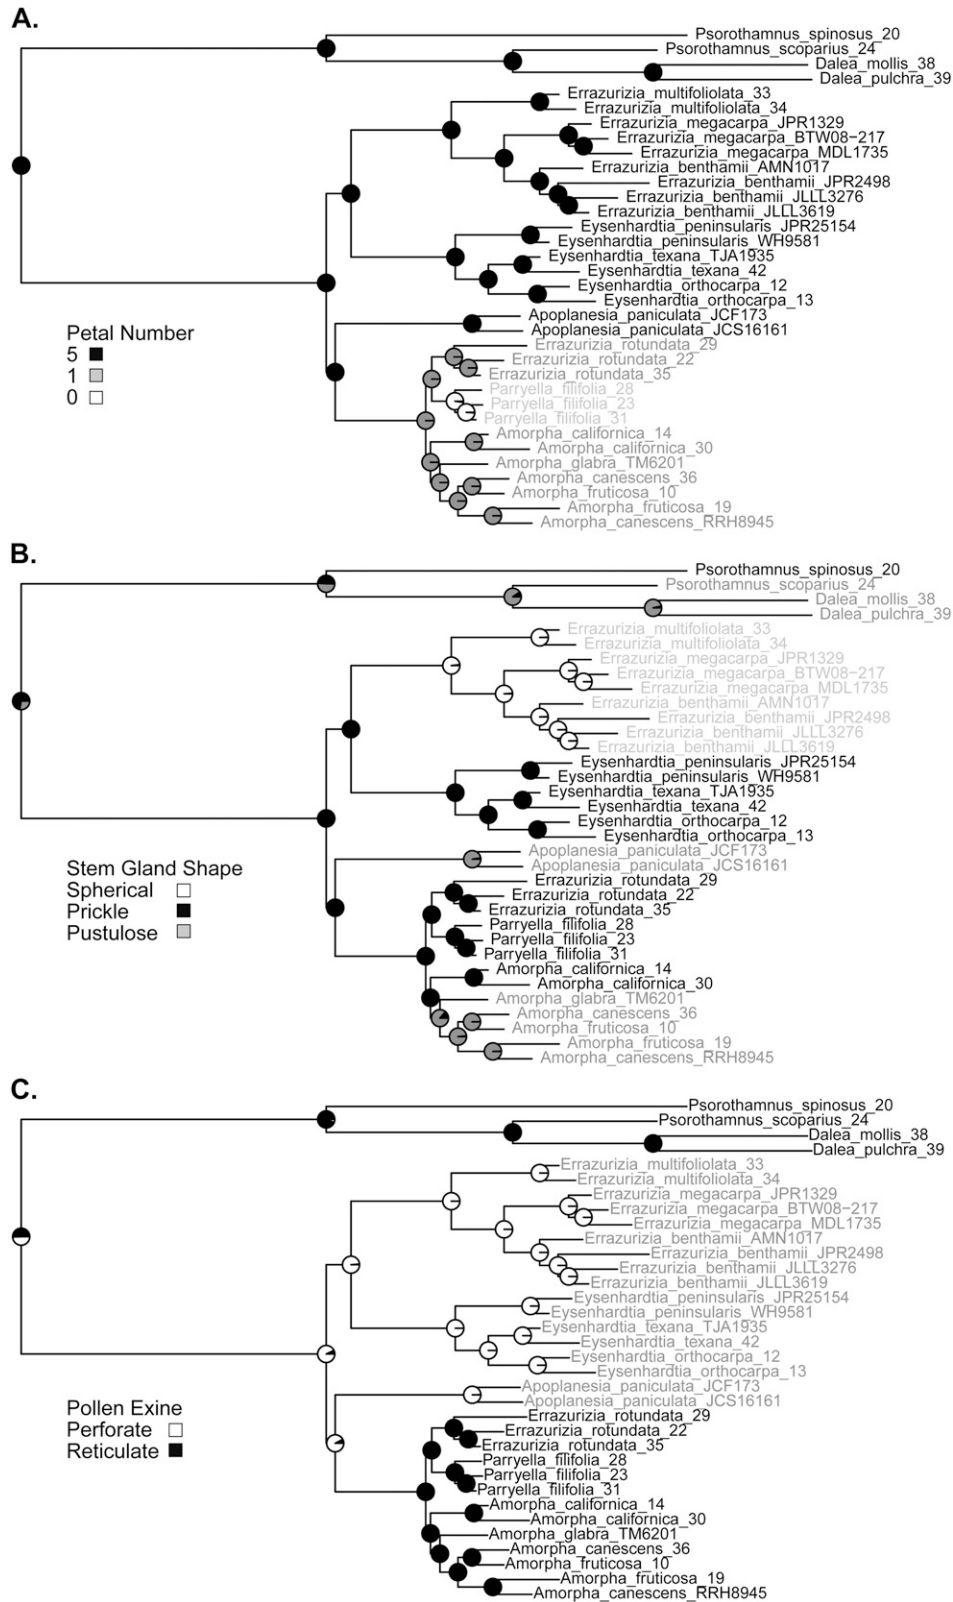 A.
Psorothamnus_spinosus_20
Psorothamnus_scoparius_24
Dalea_mollis_38
Dalea_pulchra_39
Errazurizia_multifoliolata_33
Errazurizia_multifoliolata_34
Errazurizia_megacarpa_JPR1329
Errazurizia_megacarpa_BTW08-217
Errazurizia_megacarpa_MDL1735
Errazurizia_benthamii_AMN1017
Errazurizia_benthamii_JPR2498
Errazurizia_benthamii_JLLL3276
Errazurizia_benthamii_JLLL3619
Eysenhardtia_peninsularis_JPR25154
Eysenhardtia_peninsularis_WH9581
Eysenhardtia_texana_TJA1935
Eysenhardtia_texana_42
Eysenhardtia_orthocarpa_12
Eysenhardtia_orthocarpa_13
Apoplanesia_paniculata_JCF173
Apoplanesia_paniculata_JCS16161
Errazurizia_rotundata_29
Errazurizia_rotundata_22
Errazurizia_rotundata_35
Parryella_filifolia_28
Parryella_filifolia_23
Parryella_filifolia_31
Amorpha_californica_14
Amorpha_californica_30
Amorpha_glabra_TM6201
Amorpha_canescens_36
Amorpha_fruticosa_10
Amorpha_fruticosa_19
Amorpha_canescens_RRH8945
Petal Number
5
1
0
B.
Psorothamnus_spinosus_20
Psorothamnus_scoparius_24
Dalea_mollis_38
Dalea_pulchra_39
Errazurizia_multifoliolata_33
Errazurizia_multifoliolata_34
Errazurizia_megacarpa_JPR1329
Errazurizia_megacarpa_BTW08-217
Errazurizia_megacarpa_MDL1735
Errazurizia_benthamii_AMN1017
Errazurizia_benthamii_JPR2498
Errazurizia_benthamii_JLLL3276
Errazurizia_benthamii_JLLL3619
Eysenhardtia_peninsularis_JPR25154
Eysenhardtia_peninsularis_WH9581
Eysenhardtia_texana_TJA1935
Eysenhardtia_texana_42
Eysenhardtia_orthocarpa_12
Eysenhardtia_orthocarpa_13
Apoplanesia_paniculata_JCF173
Apoplanesia_paniculata_JCS16161
Errazurizia_rotundata_29
Errazurizia_rotundata_22
Errazurizia_rotundata_35
Parryella_filifolia_28
Parryella_filifolia_23
Parryella_filifolia_31
Amorpha_californica_14
Amorpha_californica_30
Amorpha_glabra_TM6201
Amorpha_canescens_36
Amorpha_fruticosa_10
Amorpha_fruticosa_19
Amorpha_canescens_RRH8945
Stem Gland Shape
Spherical
Prickle
Pustulose
C.
Psorothamnus_spinosus_20
Psorothamnus_scoparius_24
Dalea_mollis_38
Dalea_pulchra_39
Errazurizia_multifoliolata_33
Errazurizia_multifoliolata_34
Errazurizia_megacarpa_JPR1329
Errazurizia_megacarpa_BTW08-217
Errazurizia_megacarpa_MDL1735
Errazurizia_benthamii_AMN1017
Errazurizia_benthamii_JPR2498
Errazurizia_benthamii_JLLL3276
Errazurizia_benthamii_JLLL3619
Eysenhardtia_peninsularis_JPR25154
Eysenhardtia_peninsularis_WH9581
Eysenhardtia_texana_TJA1935
Eysenhardtia_texana_42
Eysenhardtia_orthocarpa_12
Eysenhardtia_orthocarpa_13
Apoplanesia_paniculata_JCF173
Apoplanesia_paniculata_JCS16161
Errazurizia_rotundata_29
Errazurizia_rotundata_22
Errazurizia_rotundata_35
Parryella_filifolia_28
Parryella_filifolia_23
Parryella_filifolia_31
Amorpha_californica_14
Amorpha_californica_30
Amorpha_glabra_TM6201
Amorpha_canescens_36
Amorpha_fruticosa_10
Amorpha_fruticosa_19
Amorpha_canescens_RRH8945
Pollen Exine
Perforate
Reticulate